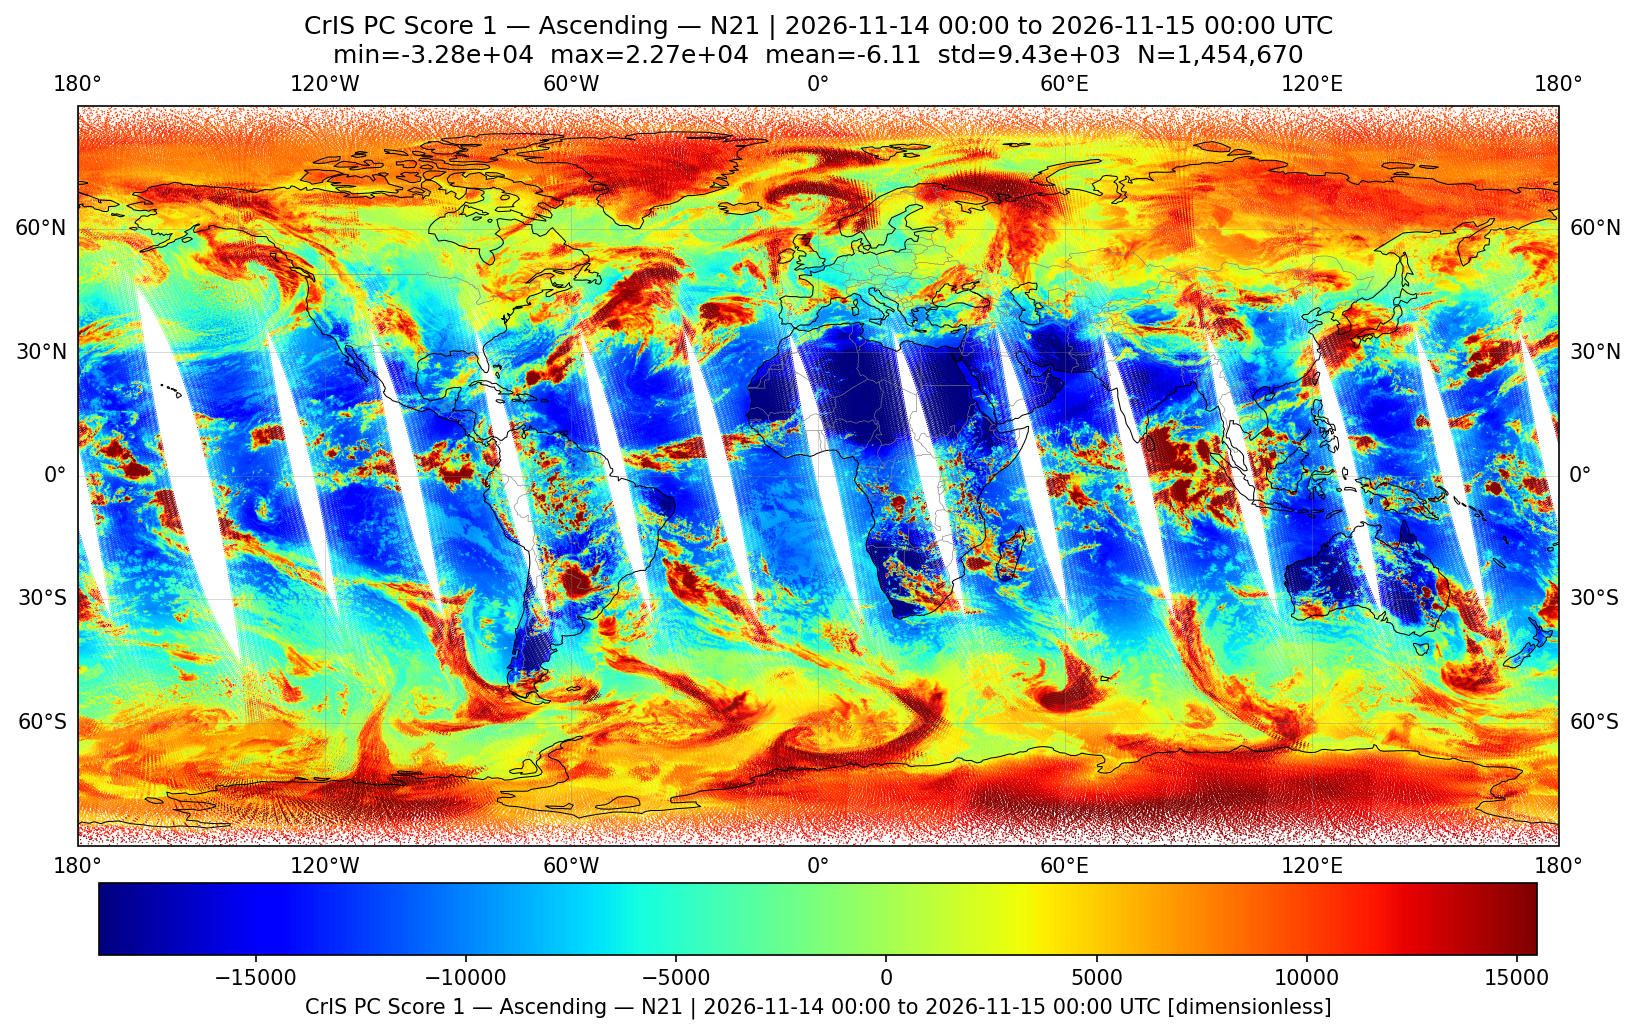 CrIS PC Score 1 — Ascending — N21 | 2026-11-14 00:00 to 2026-11-15 00:00 UTC
min=-3.28e+04 max=2.27e+04 mean=-6.11 std=9.43e+03 N=1,454,670
180° 120°W 60°W 0° 60°E 120°E 180°
60°N 60°N
30°N 30°N
0° 0°
30°S 30°S
60°S 60°S
180° 120°W 60°W 0° 60°E 120°E 180°
−15000 −10000 −5000 0 5000 10000 15000
CrIS PC Score 1 — Ascending — N21 | 2026-11-14 00:00 to 2026-11-15 00:00 UTC [dimensionless]